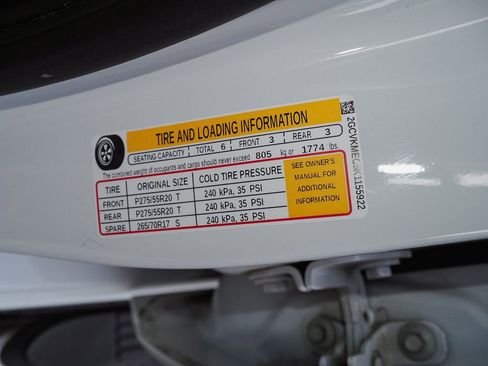 TIRE AND LOADING INFORMATION
SEATING CAPACITY TOTAL 6 FRONT 3 REAR 3
The combined weight of occupants and cargo should never exceed 805 kg or 1774 lbs.
TIRE ORIGINAL SIZE COLD TIRE PRESSURE
FRONT P275/55R20 T 240 kPa, 35 PSI
REAR P275/55R20 T 240 kPa, 35 PSI
SPARE 265/70R17 S 240 kPa, 35 PSI
SEE OWNER'S
MANUAL FOR
ADDITIONAL
INFORMATION